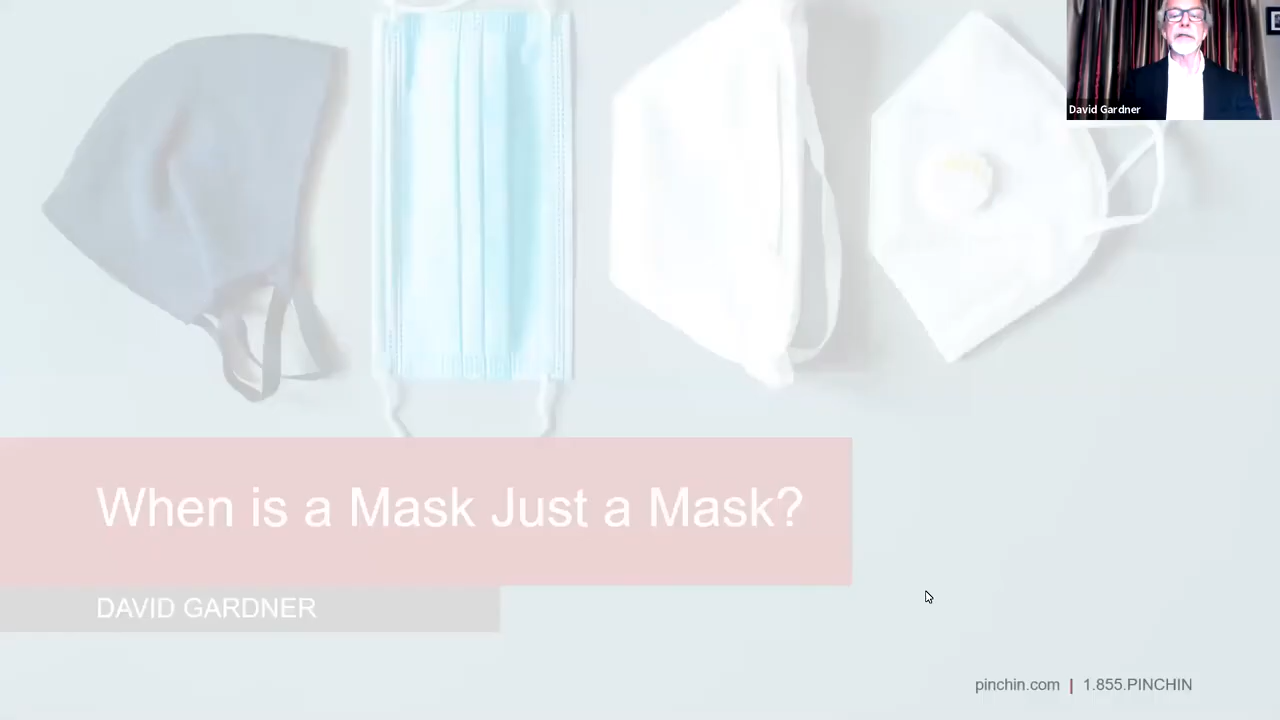 David Gardner
When is a Mask Just a Mask?
DAVID GARDNER
pinchin.com | 1.855.PINCHIN